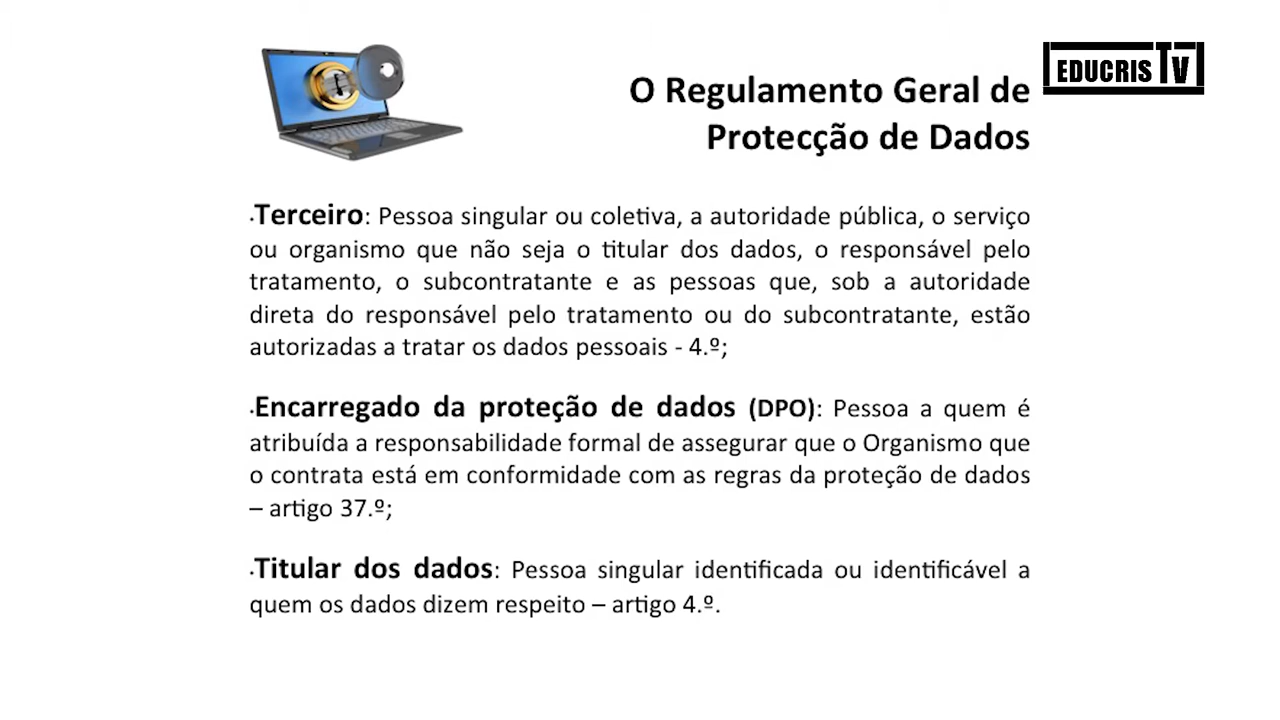 EDUCRIS TV
O Regulamento Geral de
Protecção de Dados
·Terceiro: Pessoa singular ou coletiva, a autoridade pública, o serviço
ou organismo que não seja o titular dos dados, o responsável pelo
tratamento, o subcontratante e as pessoas que, sob a autoridade
direta do responsável pelo tratamento ou do subcontratante, estão
autorizadas a tratar os dados pessoais - 4.º;
·Encarregado da proteção de dados (DPO): Pessoa a quem é
atribuída a responsabilidade formal de assegurar que o Organismo que
o contrata está em conformidade com as regras da proteção de dados
– artigo 37.º;
·Titular dos dados: Pessoa singular identificada ou identificável a
quem os dados dizem respeito – artigo 4.º.